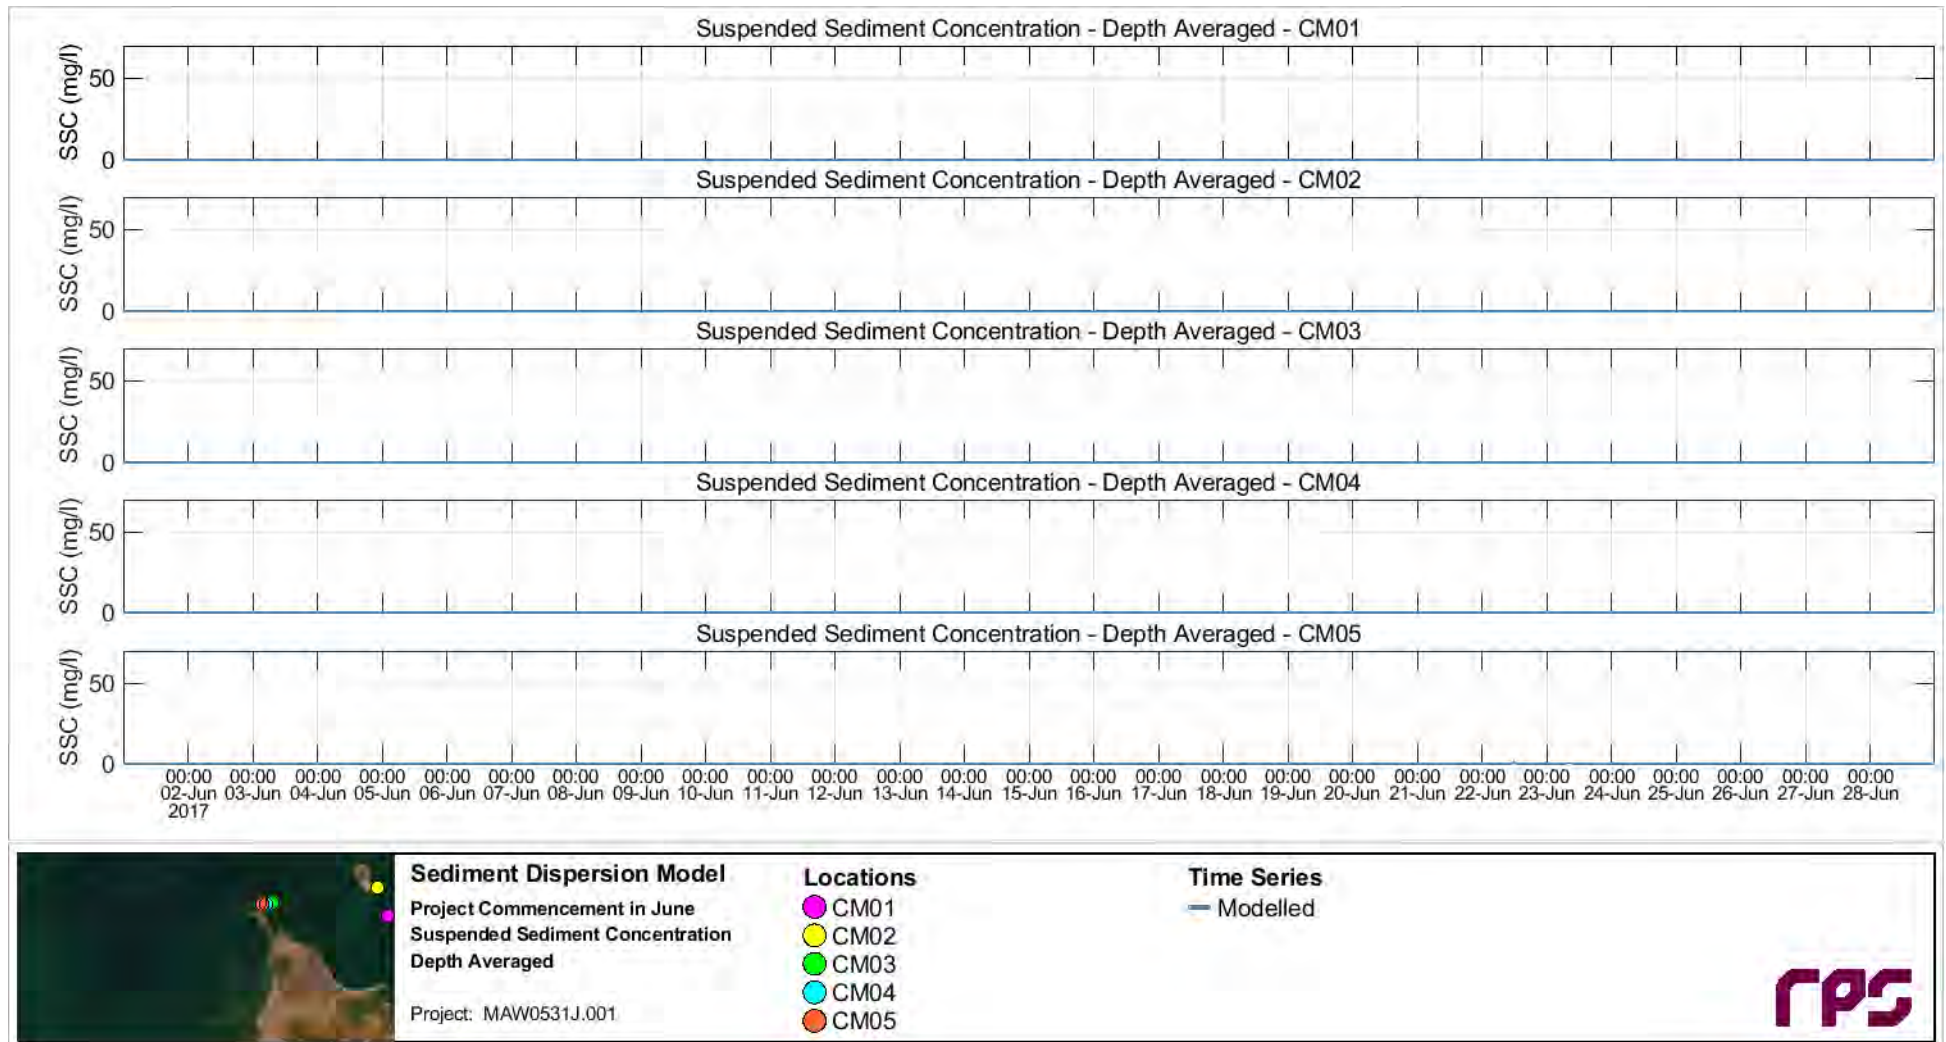 Suspended Sediment Concentration - Depth Averaged - CM01
SSC (mg/l)
50
0
Suspended Sediment Concentration - Depth Averaged - CM02
SSC (mg/l)
50
0
Suspended Sediment Concentration - Depth Averaged - CM03
SSC (mg/l)
50
0
Suspended Sediment Concentration - Depth Averaged - CM04
SSC (mg/l)
50
0
Suspended Sediment Concentration - Depth Averaged - CM05
SSC (mg/l)
50
0
00:00 00:00 00:00 00:00 00:00 00:00 00:00 00:00 00:00 00:00 00:00 00:00 00:00 00:00 00:00 00:00 00:00 00:00 00:00 00:00 00:00 00:00 00:00 00:00 00:00 00:00 00:00
02-Jun 03-Jun 04-Jun 05-Jun 06-Jun 07-Jun 08-Jun 09-Jun 10-Jun 11-Jun 12-Jun 13-Jun 14-Jun 15-Jun 16-Jun 17-Jun 18-Jun 19-Jun 20-Jun 21-Jun 22-Jun 23-Jun 24-Jun 25-Jun 26-Jun 27-Jun 28-Jun
2017
Sediment Dispersion Model
Project Commencement in June
Suspended Sediment Concentration
Depth Averaged
Project: MAW0531J.001
Locations
CM01
CM02
CM03
CM04
CM05
Time Series
Modelled
rps